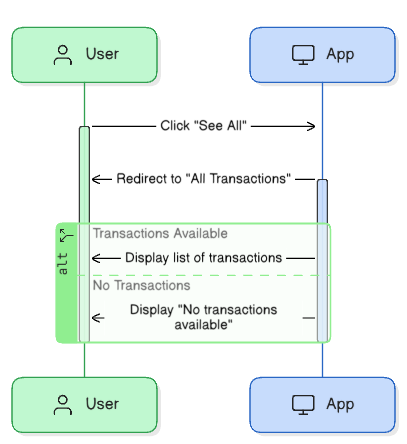 User
App
Click "See All"
Redirect to "All Transactions"
alt
Transactions Available
Display list of transactions
No Transactions
Display "No transactions
available"
User
App